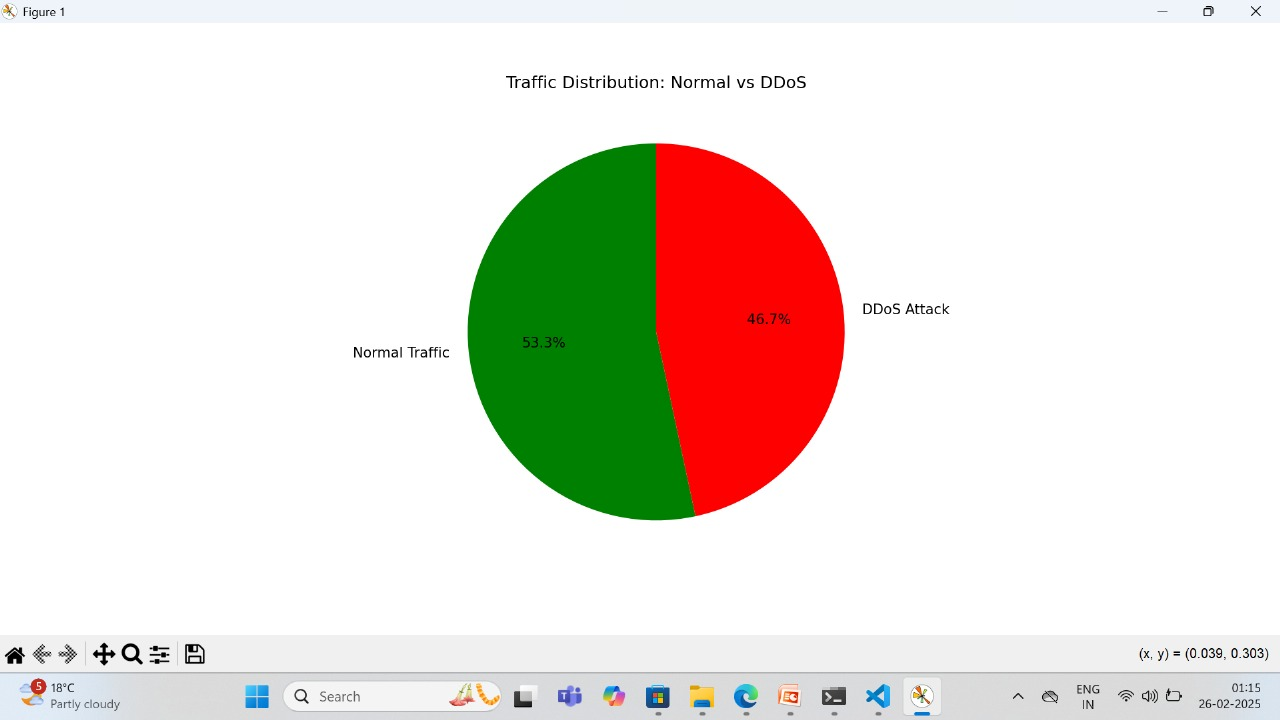 Figure 1
Traffic Distribution: Normal vs DDoS
DDoS Attack
46.7%
53.3%
Normal Traffic
(x, y) = (0.039, 0.303)
5
18°C
Partly cloudy
Search
ENG
IN
01:15
26-02-2025